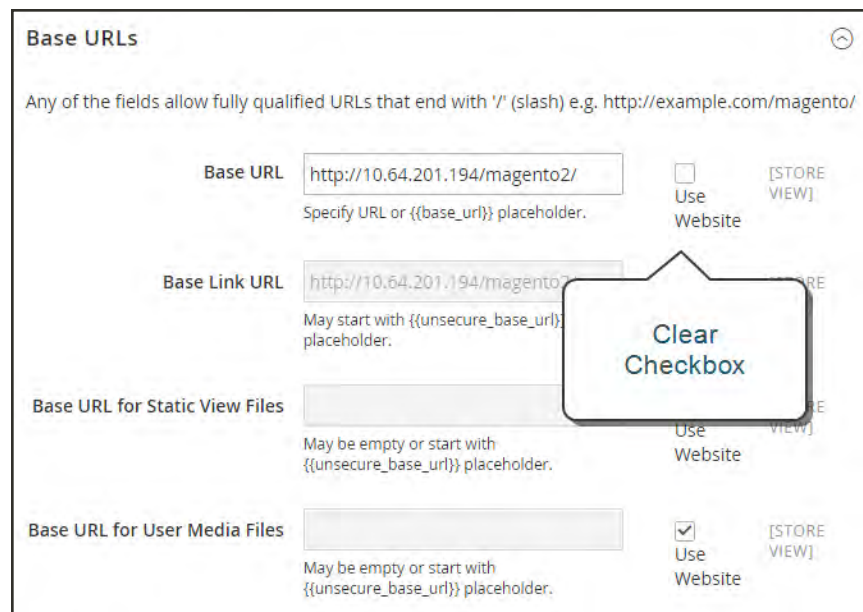 Base URLs
Any of the fields allow fully qualified URLs that end with '/' (slash) e.g. http://example.com/magento/
Base URL
http://10.64.201.194/magento2/
Specify URL or {{base_url}} placeholder.
Use
Website
[STORE
VIEW]
Base Link URL
http://10.64.201.194/magento2/
May start with {{unsecure_base_url}}
placeholder.
Clear
Checkbox
Base URL for Static View Files
May be empty or start with
{{unsecure_base_url}} placeholder.
Use
Website
VIEW]
Base URL for User Media Files
May be empty or start with
{{unsecure_base_url}} placeholder.
Use
Website
[STORE
VIEW]